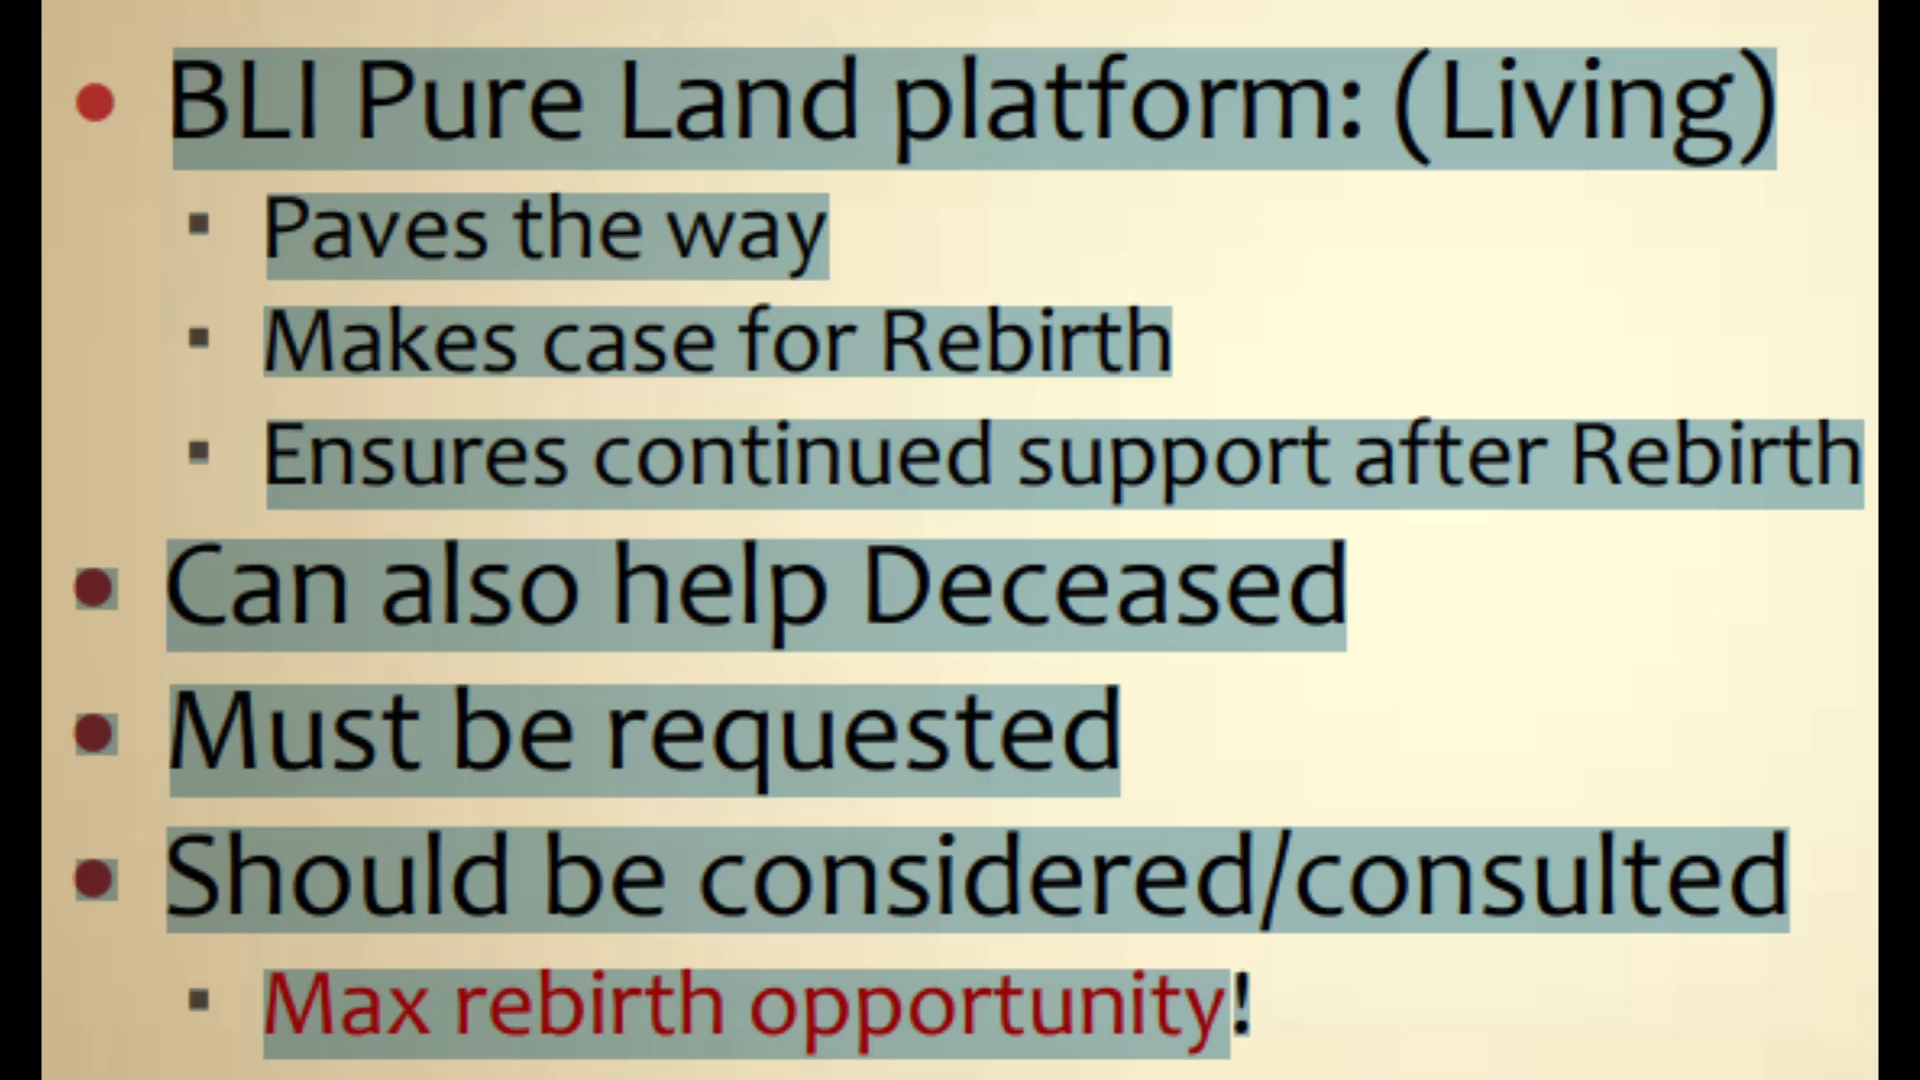 BLI Pure Land platform: (Living)
Paves the way
Makes case for Rebirth
Ensures continued support after Rebirth
Can also help Deceased
Must be requested
Should be considered/consulted
Max rebirth opportunity!